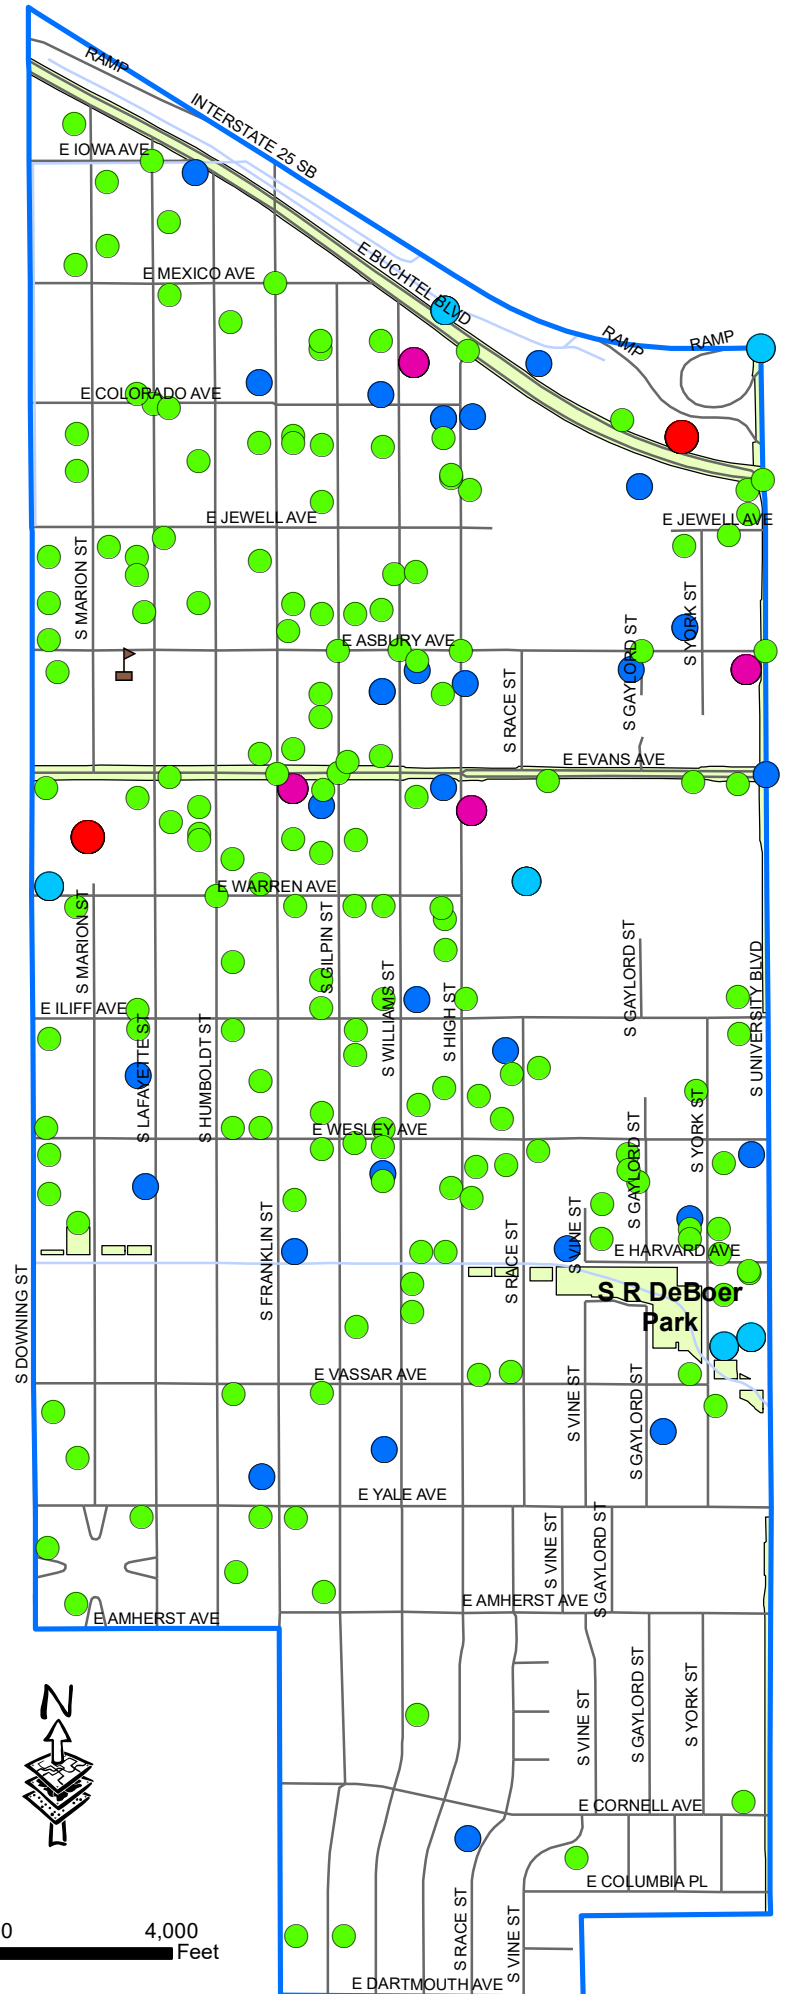 RAMP
INTERSTATE 25 SB
E IOWA AVE
E BUCHTEL BLVD
E MEXICO AVE
RAMP
RAMP
E COLORADO AVE
E JEWELL AVE
E JEWELL AVE
S MARION ST
S YORK ST
S GAYLORD ST
E ASBURY AVE
S RACE ST
E EVANS AVE
E WARREN AVE
S MARION ST
S GILPIN ST
S WILLIAMS ST
S HIGH ST
S GAYLORD ST
S UNIVERSITY BLVD
E ILIFF AVE
S LAFAYETTE ST
S HUMBOLDT ST
E WESLEY AVE
S GAYLORD ST
S YORK ST
S FRANKLIN ST
S RACE ST
S VINE ST
E HARVARD AVE
S DOWNING ST
S R DeBoer
Park
E VASSAR AVE
S VINE ST
S GAYLORD ST
E YALE AVE
S VINE ST
S GAYLORD ST
E AMHERST AVE
E AMHERST AVE
N
S VINE ST
S GAYLORD ST
S YORK ST
E CORNELL AVE
E COLUMBIA PL
S RACE ST
S VINE ST
0 4,000
Feet
E DARTMOUTH AVE